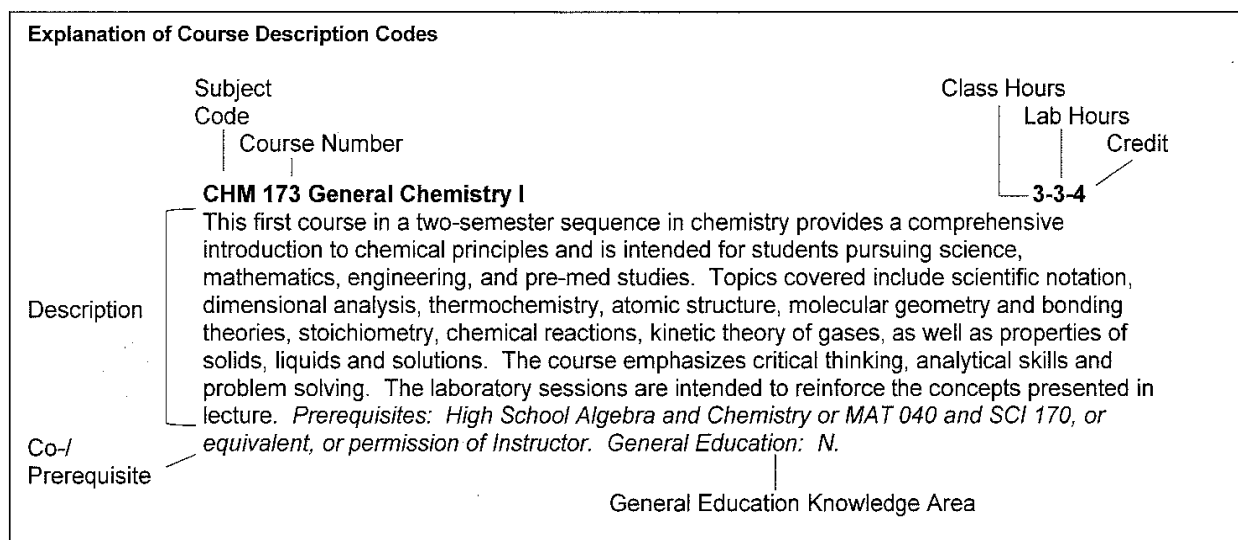 Explanation of Course Description Codes
Subject
Code
Course Number
Class Hours
Lab Hours
Credit
CHM 173 General Chemistry I 3-3-4
This first course in a two-semester sequence in chemistry provides a comprehensive
introduction to chemical principles and is intended for students pursuing science,
mathematics, engineering, and pre-med studies. Topics covered include scientific notation,
dimensional analysis, thermochemistry, atomic structure, molecular geometry and bonding
theories, stoichiometry, chemical reactions, kinetic theory of gases, as well as properties of
solids, liquids and solutions. The course emphasizes critical thinking, analytical skills and
problem solving. The laboratory sessions are intended to reinforce the concepts presented in
lecture. Prerequisites: High School Algebra and Chemistry or MAT 040 and SCI 170, or
equivalent, or permission of Instructor. General Education: N.
Description
Co-/
Prerequisite
General Education Knowledge Area